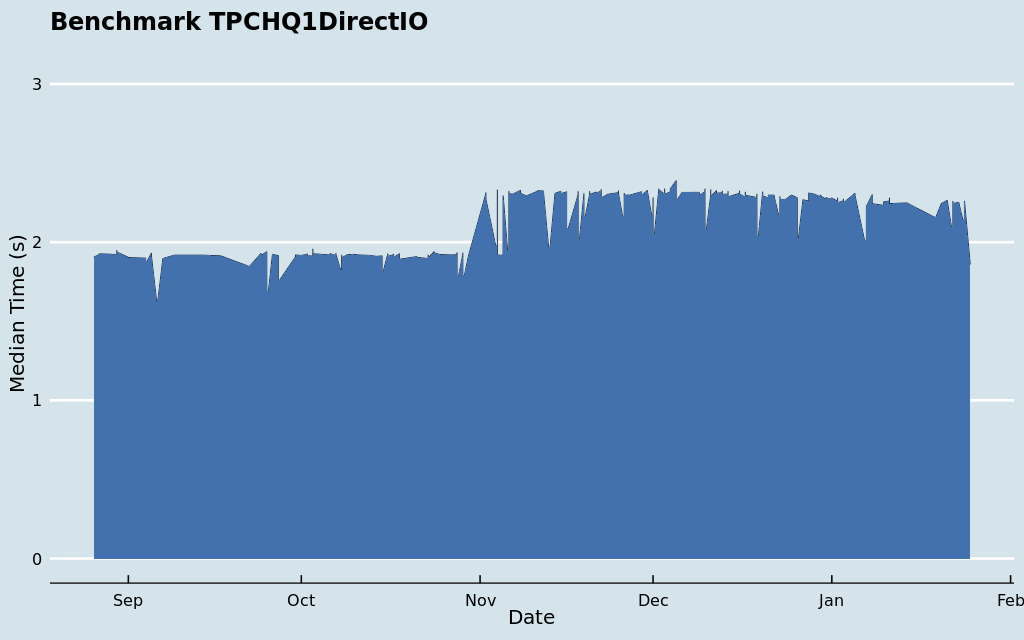 Benchmark TPCHQ1DirectIO
Median Time (s)
3
2
1
0
Sep Oct Nov Dec Jan Feb
Date